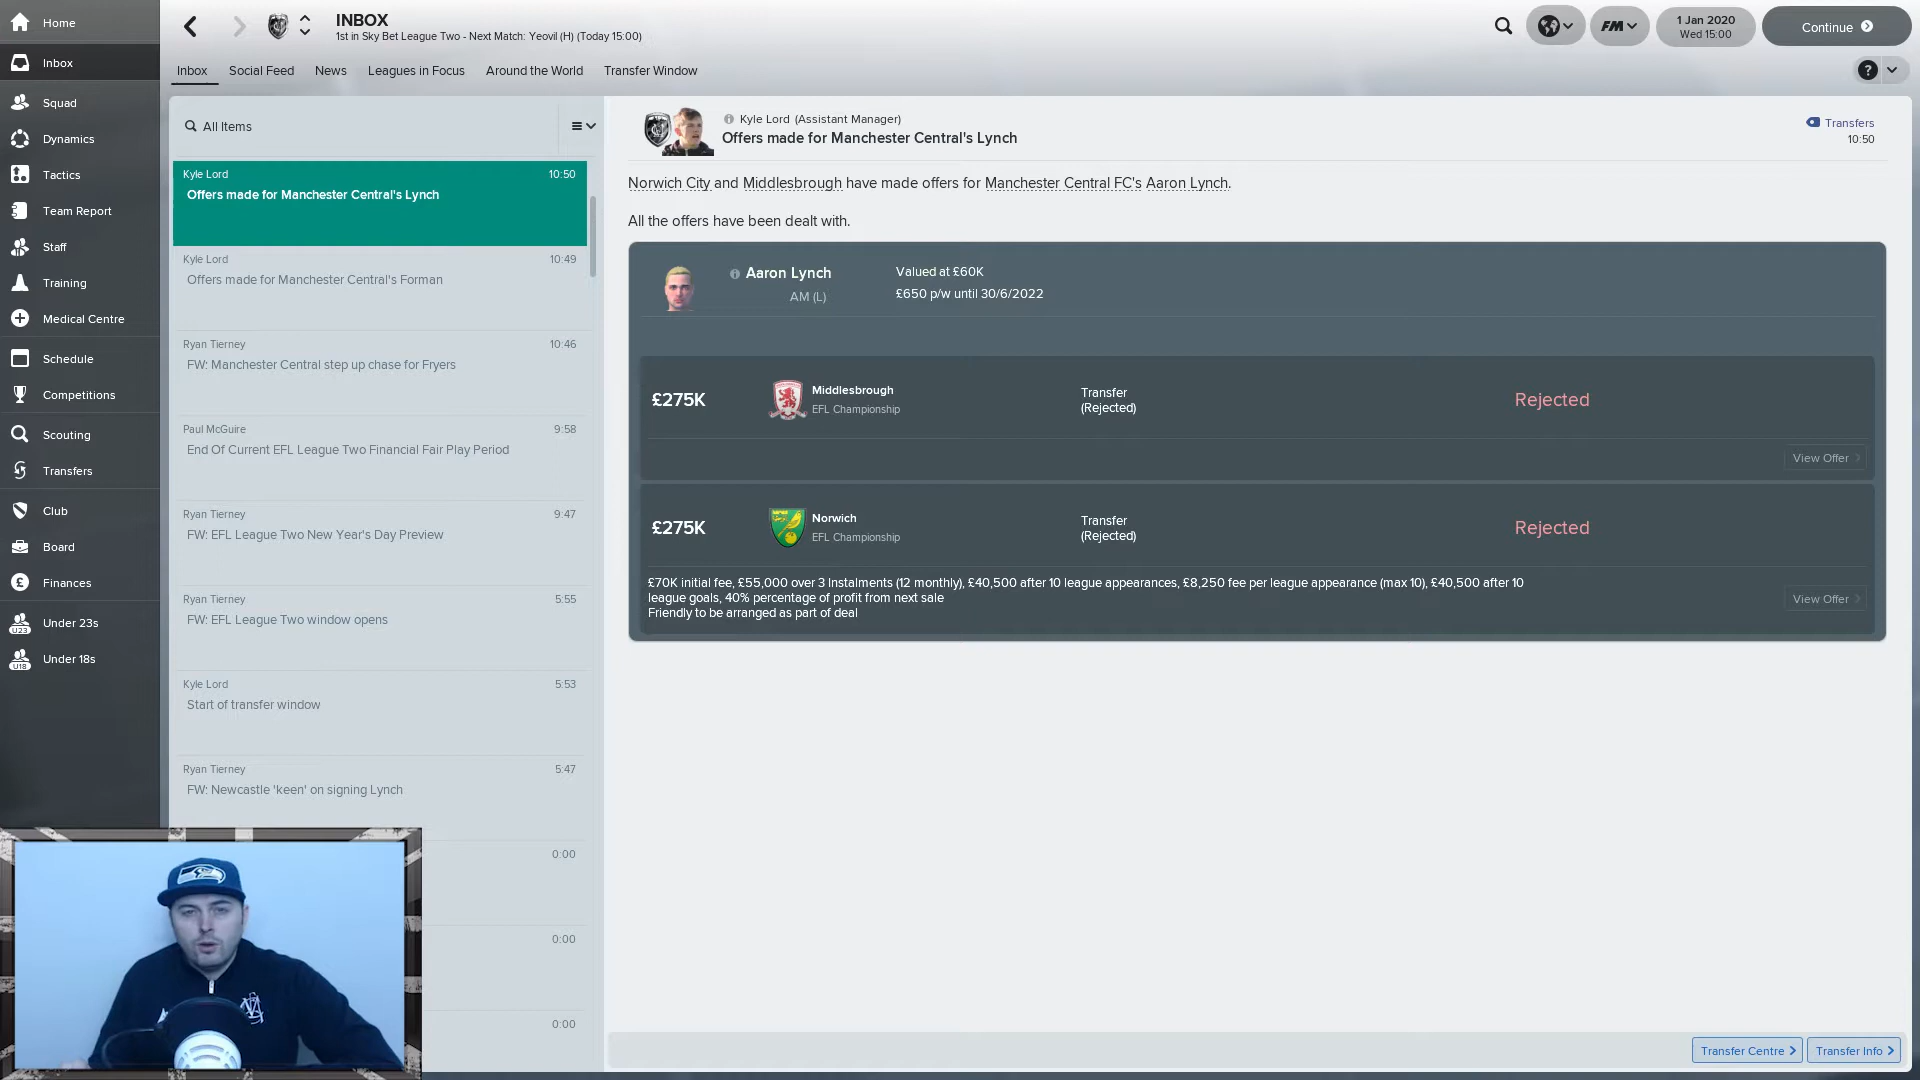 Home
Inbox
Squad
Dynamics
Tactics
Team Report
Staff
Training
Medical Centre
Schedule
Competitions
Scouting
Transfers
Club
Board
Finances
U23
Under 23s
U18
Under 18s
INBOX
1st in Sky Bet League Two - Next Match: Yeovil (H) (Today 15:00)
FM
1 Jan 2020
Wed 15:00
Continue
Inbox
Social Feed
News
Leagues in Focus
Around the World
Transfer Window
?
All Items
Kyle Lord 10:50
Offers made for Manchester Central's Lynch
Kyle Lord 10:49
Offers made for Manchester Central's Forman
Ryan Tierney 10:46
FW: Manchester Central step up chase for Fryers
Paul McGuire 9:58
End Of Current EFL League Two Financial Fair Play Period
Ryan Tierney 9:47
FW: EFL League Two New Year's Day Preview
Ryan Tierney 5:55
FW: EFL League Two window opens
Kyle Lord 5:53
Start of transfer window
Ryan Tierney 5:47
FW: Newcastle 'keen' on signing Lynch
0:00
0:00
0:00
Kyle Lord (Assistant Manager)
Offers made for Manchester Central's Lynch
Transfers
10:50
Norwich City and Middlesbrough have made offers for Manchester Central FC's Aaron Lynch.
All the offers have been dealt with.
Aaron Lynch
AM (L)
Valued at £60K
£650 p/w until 30/6/2022
£275K
Middlesbrough
EFL Championship
Transfer
(Rejected)
Rejected
View Offer
£275K
Norwich
EFL Championship
Transfer
(Rejected)
Rejected
£70K initial fee, £55,000 over 3 Instalments (12 monthly), £40,500 after 10 league appearances, £8,250 fee per league appearance (max 10), £40,500 after 10
league goals, 40% percentage of profit from next sale
Friendly to be arranged as part of deal
View Offer
Transfer Centre
Transfer Info